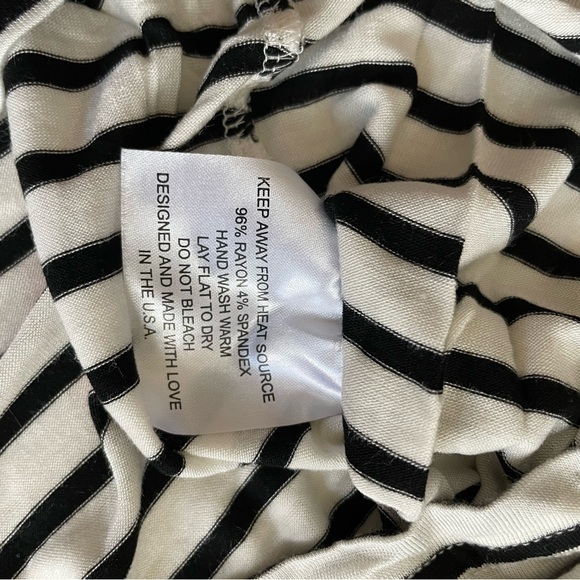 KEEP AWAY FROM HEAT SOURCE
96% RAYON 4% SPANDEX
HAND WASH WARM
LAY FLAT TO DRY
DO NOT BLEACH
DESIGNED AND MADE WITH LOVE
IN THE U.S.A.